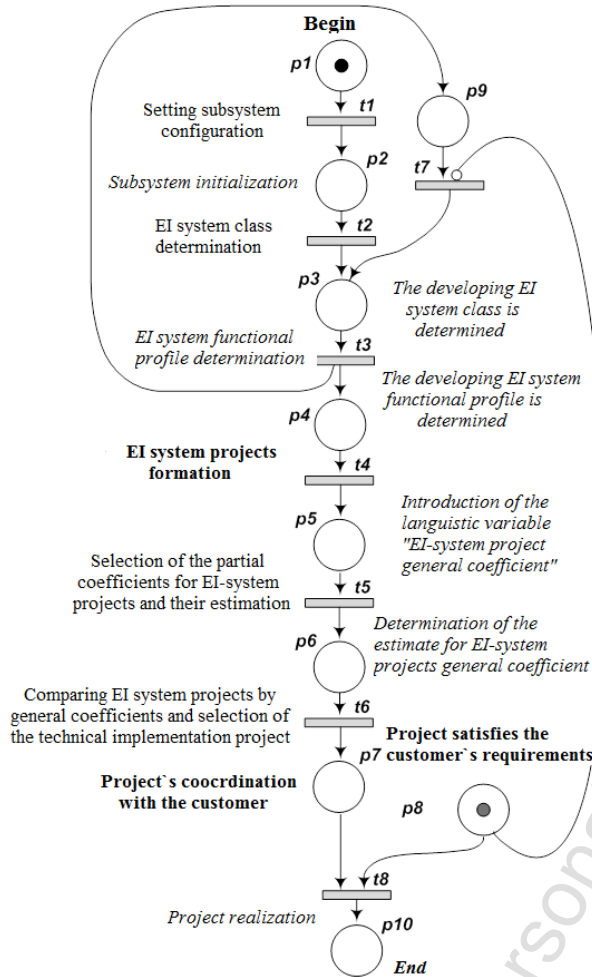 Begin
p1
p9
t1
Setting subsystem
configuration
p2
t7
Subsystem initialization
EI system class
determination
t2
p3
The developing EI
system class is
determined
EI system functional
profile determination
t3
The developing EI system
functional profile is
determined
p4
EI system projects
formation
t4
p5
Introduction of the
languistic variable
"EI-system project
general coefficient"
Selection of the partial
coefficients for EI-system
projects and their estimation
t5
p6
Determination of the
estimate for EI-system
projects general coefficient
Comparing EI system projects by
general coefficients and selection of
the technical implementation project
t6
Project satisfies the
customer`s requirements
p7
Project`s coocrdination
with the customer
p8
t8
Project realization
p10
End